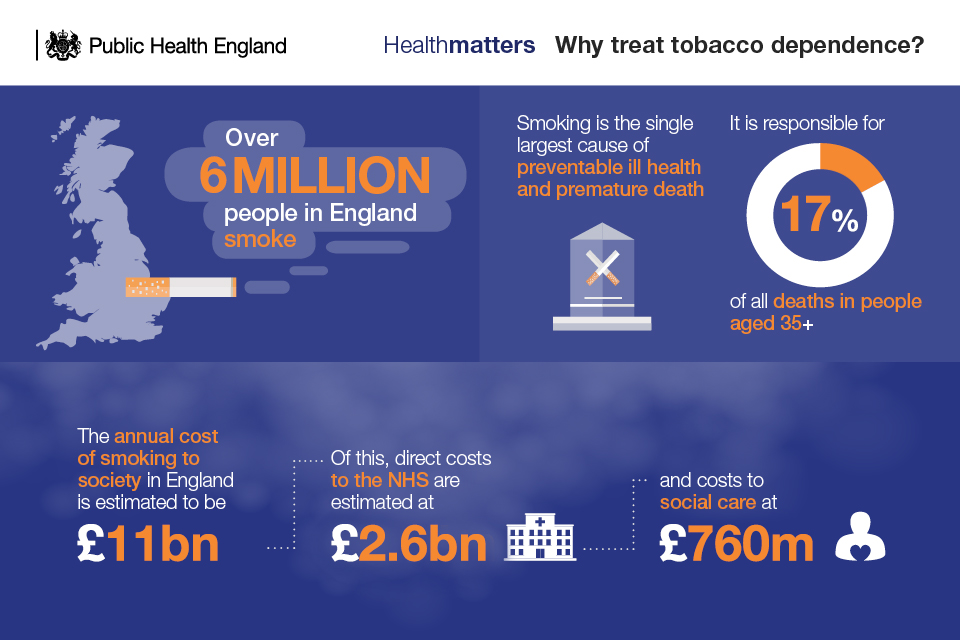 Public Health England
Healthmatters Why treat tobacco dependence?
Over
6 MILLION
people in England
smoke
Smoking is the single
largest cause of
preventable ill health
and premature death
It is responsible for
17%
of all deaths in people
aged 35+
The annual cost
of smoking to
society in England
is estimated to be
£11bn
Of this, direct costs
to the NHS are
estimated at
£2.6bn
and costs to
social care at
£760m